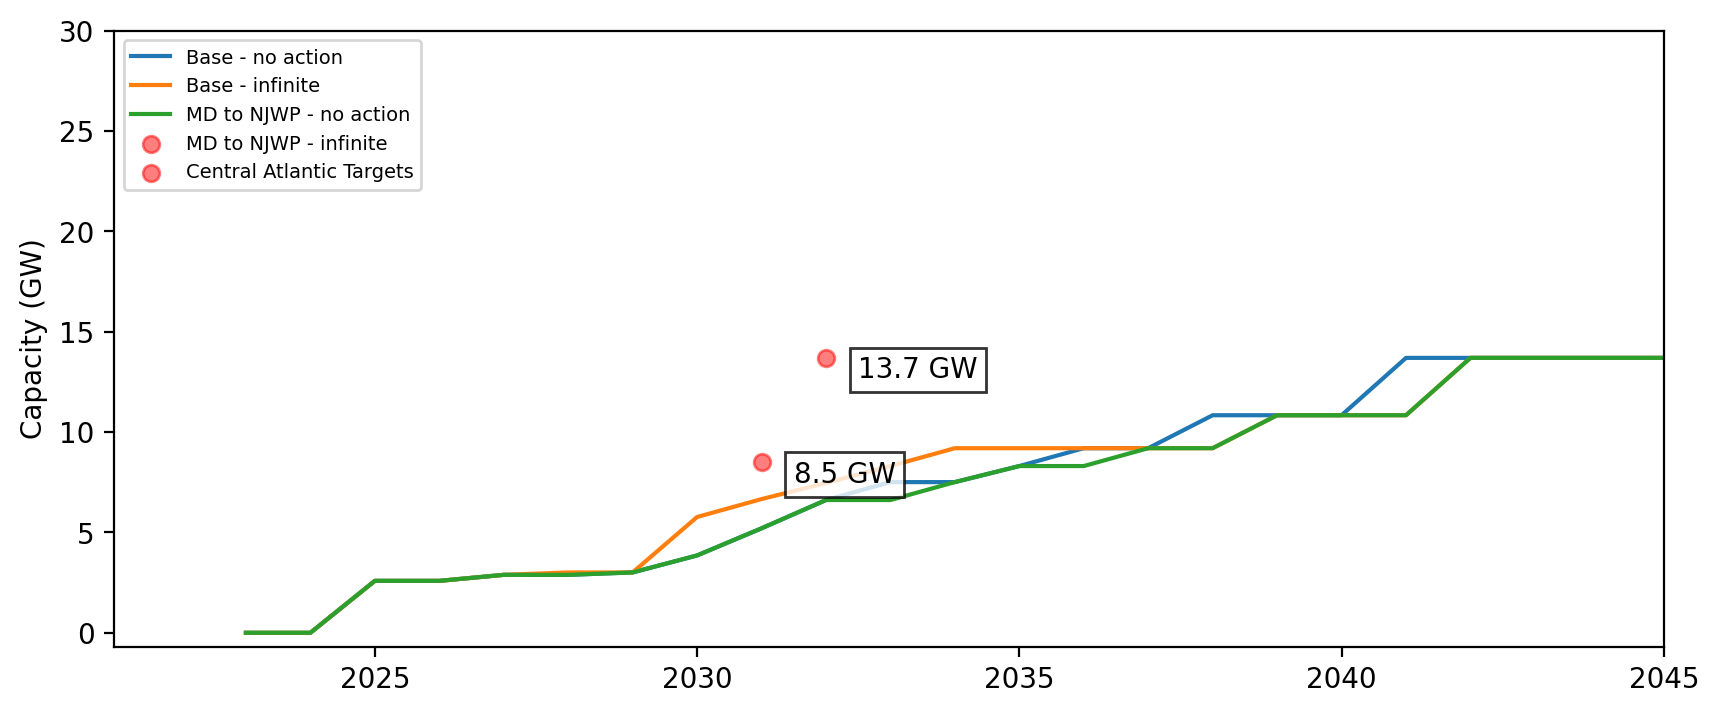 30
25
20
15
10
5
0
Capacity (GW)
Base - no action
Base - infinite
MD to NJWP - no action
MD to NJWP - infinite
Central Atlantic Targets
13.7 GW
8.5 GW
2025
2030
2035
2040
2045